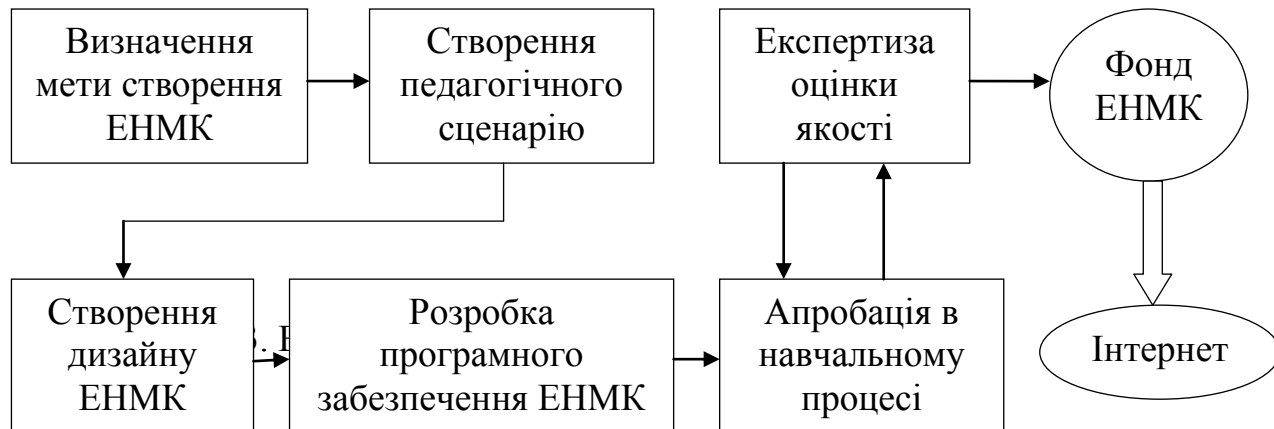 Визначення
мети створення
ЕНМК
Створення
педагогічного
сценарію
Експертиза
оцінки
якості
Фонд
ЕНМК
Створення
дизайну
ЕНМК
Розробка
програмного
забезпечення ЕНМК
Апробація в
навчальному
процесі
Інтернет